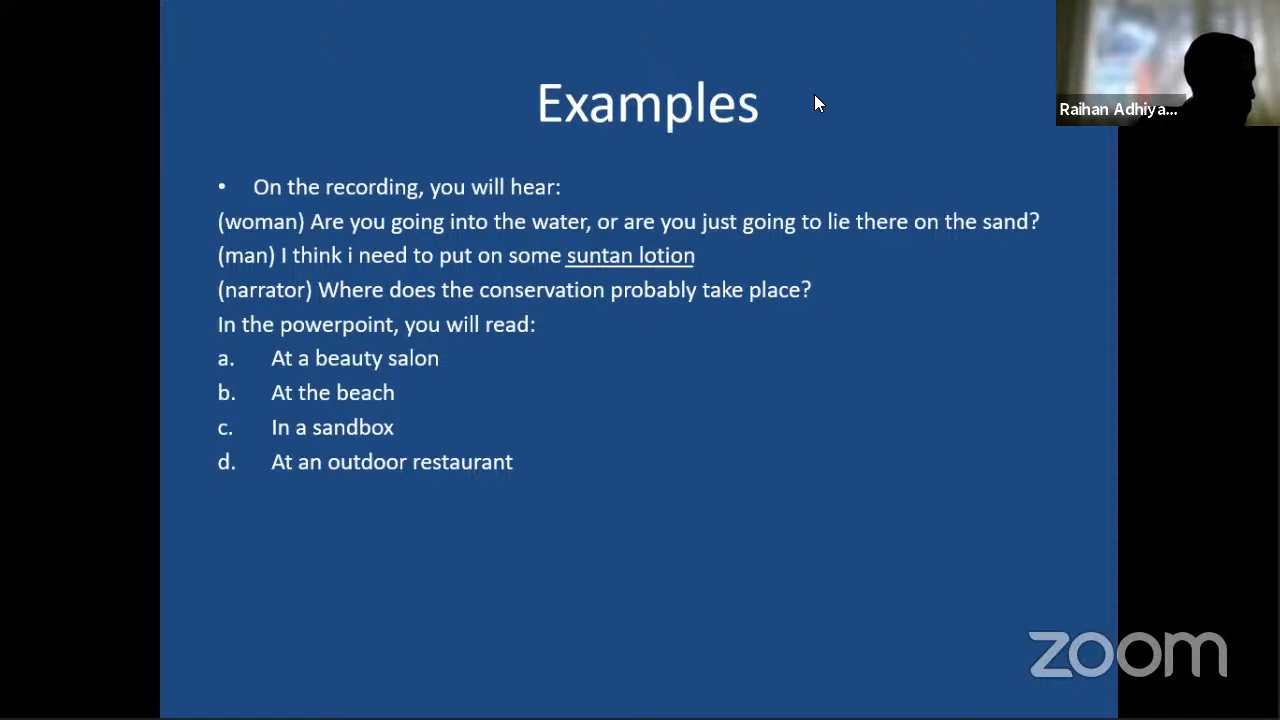 Examples
Raihan Adhiya...
• On the recording, you will hear:
(woman) Are you going into the water, or are you just going to lie there on the sand?
(man) I think i need to put on some suntan lotion
(narrator) Where does the conservation probably take place?
In the powerpoint, you will read:
a. At a beauty salon
b. At the beach
c. In a sandbox
d. At an outdoor restaurant
zoom